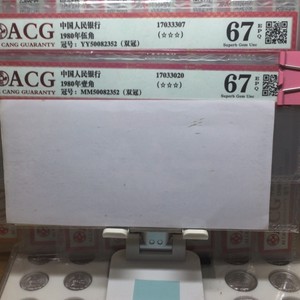 ACG
CANG GUARANTY
中国人民银行
1980年伍角
冠号：YY50082352（双冠）
17033307
(☆☆☆)
67 EPQ
Superb Gem Unc
ACG
CANG GUARANTY
中国人民银行
1980年壹角
冠号：MM50082352（双冠）
17033020
(☆☆☆)
67 EPQ
Superb Gem Unc